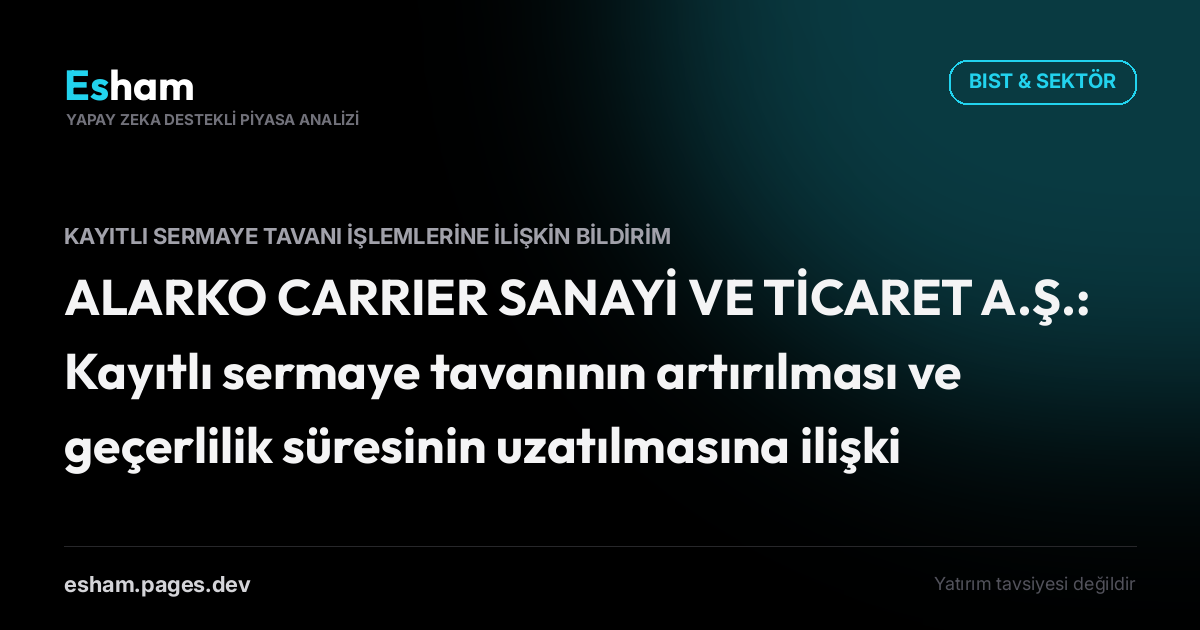 Esham
YAPAY ZEKA DESTEKLİ PİYASA ANALİZİ
BIST & SEKTÖR
KAYITLI SERMAYE TAVANI İŞLEMLERİNE İLİŞKİN BİLDİRİM
ALARKO CARRIER SANAYİ VE TİCARET A.Ş.:
Kayıtlı sermaye tavanının artırılması ve
geçerlilik süresinin uzatılmasına ilişki
esham.pages.dev
Yatırım tavsiyesi değildir